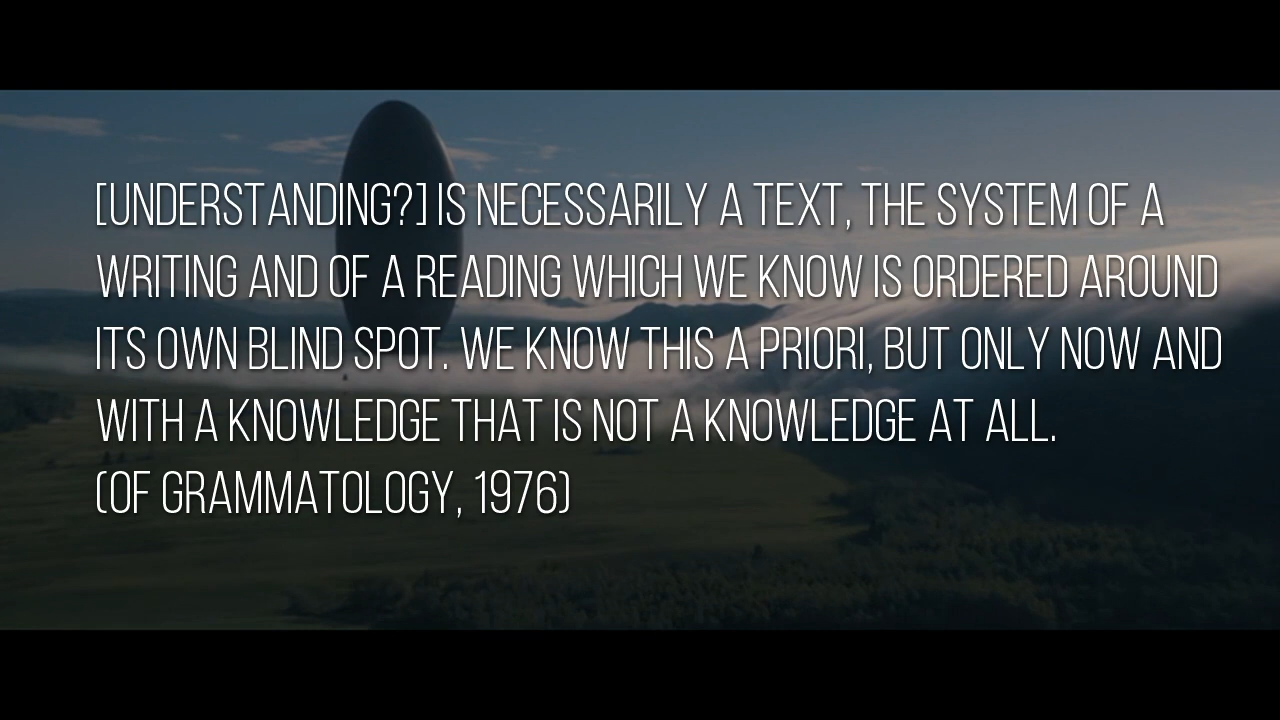 [UNDERSTANDING?] IS NECESSARILY A TEXT, THE SYSTEM OF A
WRITING AND OF A READING WHICH WE KNOW IS ORDERED AROUND
ITS OWN BLIND SPOT. WE KNOW THIS A PRIORI, BUT ONLY NOW AND
WITH A KNOWLEDGE THAT IS NOT A KNOWLEDGE AT ALL.
(OF GRAMMATOLOGY, 1976)